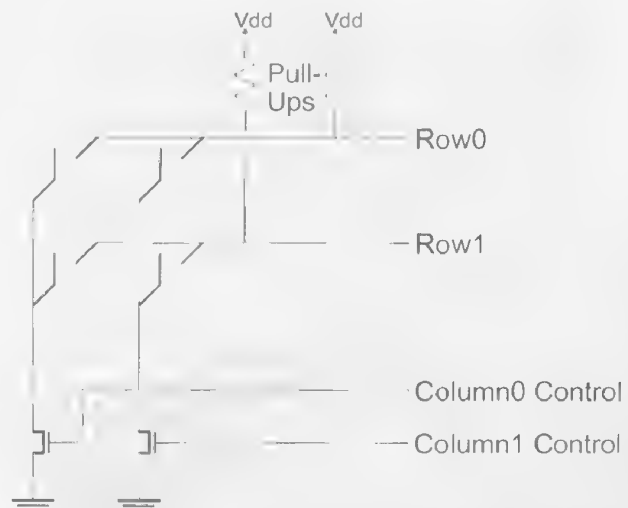 Vdd Vdd
Pull-
Ups
Row0
Row1
Column0 Control
Column1 Control